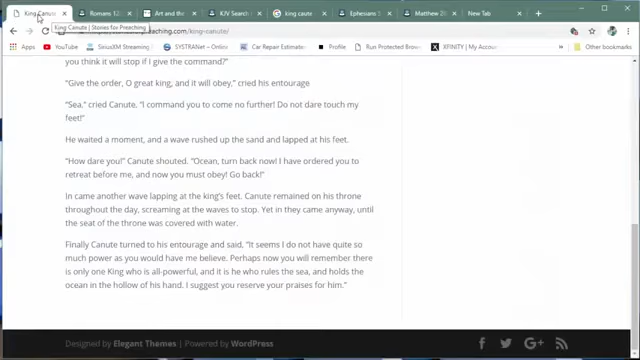 King Canute
Romans 12
Art and the
KJV Search
king caute
Ephesians 5
Matthew 2
New Tab
King Canute | Stories for Preaching
eaching.com/king-canute/
Apps
YouTube
SiriusXM Streaming
SYSTRANet - Online
Google
protopage
Profile
Run Protected Brow
XFINITY (My Accoun
Other bookmarks
you think it will stop if I give the command?"
"Give the order, O great king, and it will obey," cried his entourage
"Sea," cried Canute, "I command you to come no further! Do not dare touch my
feet!"
He waited a moment, and a wave rushed up the sand and lapped at his feet.
"How dare you!" Canute shouted. "Ocean, turn back now! I have ordered you to
retreat before me, and now you must obey! Go back!"
In came another wave lapping at the king's feet. Canute remained on his throne
throughout the day, screaming at the waves to stop. Yet in they came anyway, until
the seat of the throne was covered with water.
Finally Canute turned to his entourage and said, "It seems I do not have quite so
much power as you would have me believe. Perhaps now you will remember there
is only one King who is all-powerful, and it is he who rules the sea, and holds the
ocean in the hollow of his hand. I suggest you reserve your praises for him."
Designed by Elegant Themes | Powered by WordPress